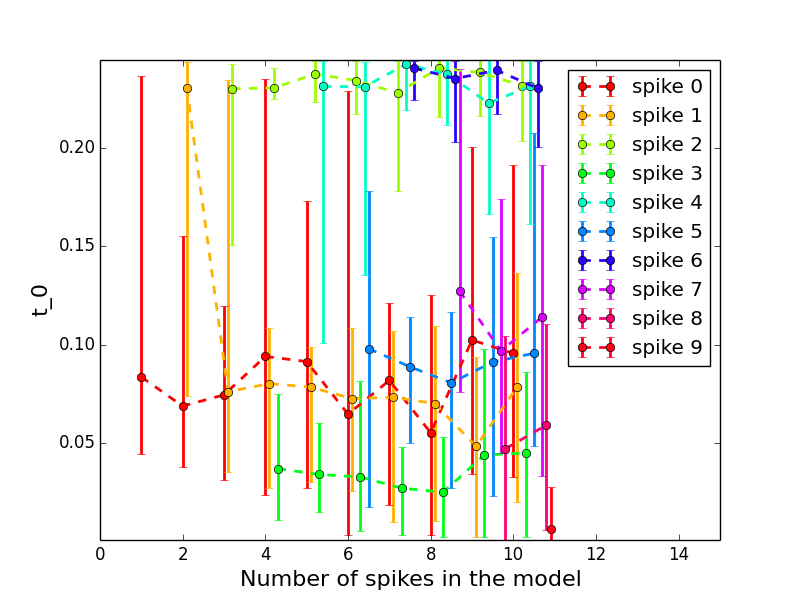 0.20
0.15
0.10
0.05
t_0
0 2 4 6 8 10 12 14
Number of spikes in the model
spike 0
spike 1
spike 2
spike 3
spike 4
spike 5
spike 6
spike 7
spike 8
spike 9